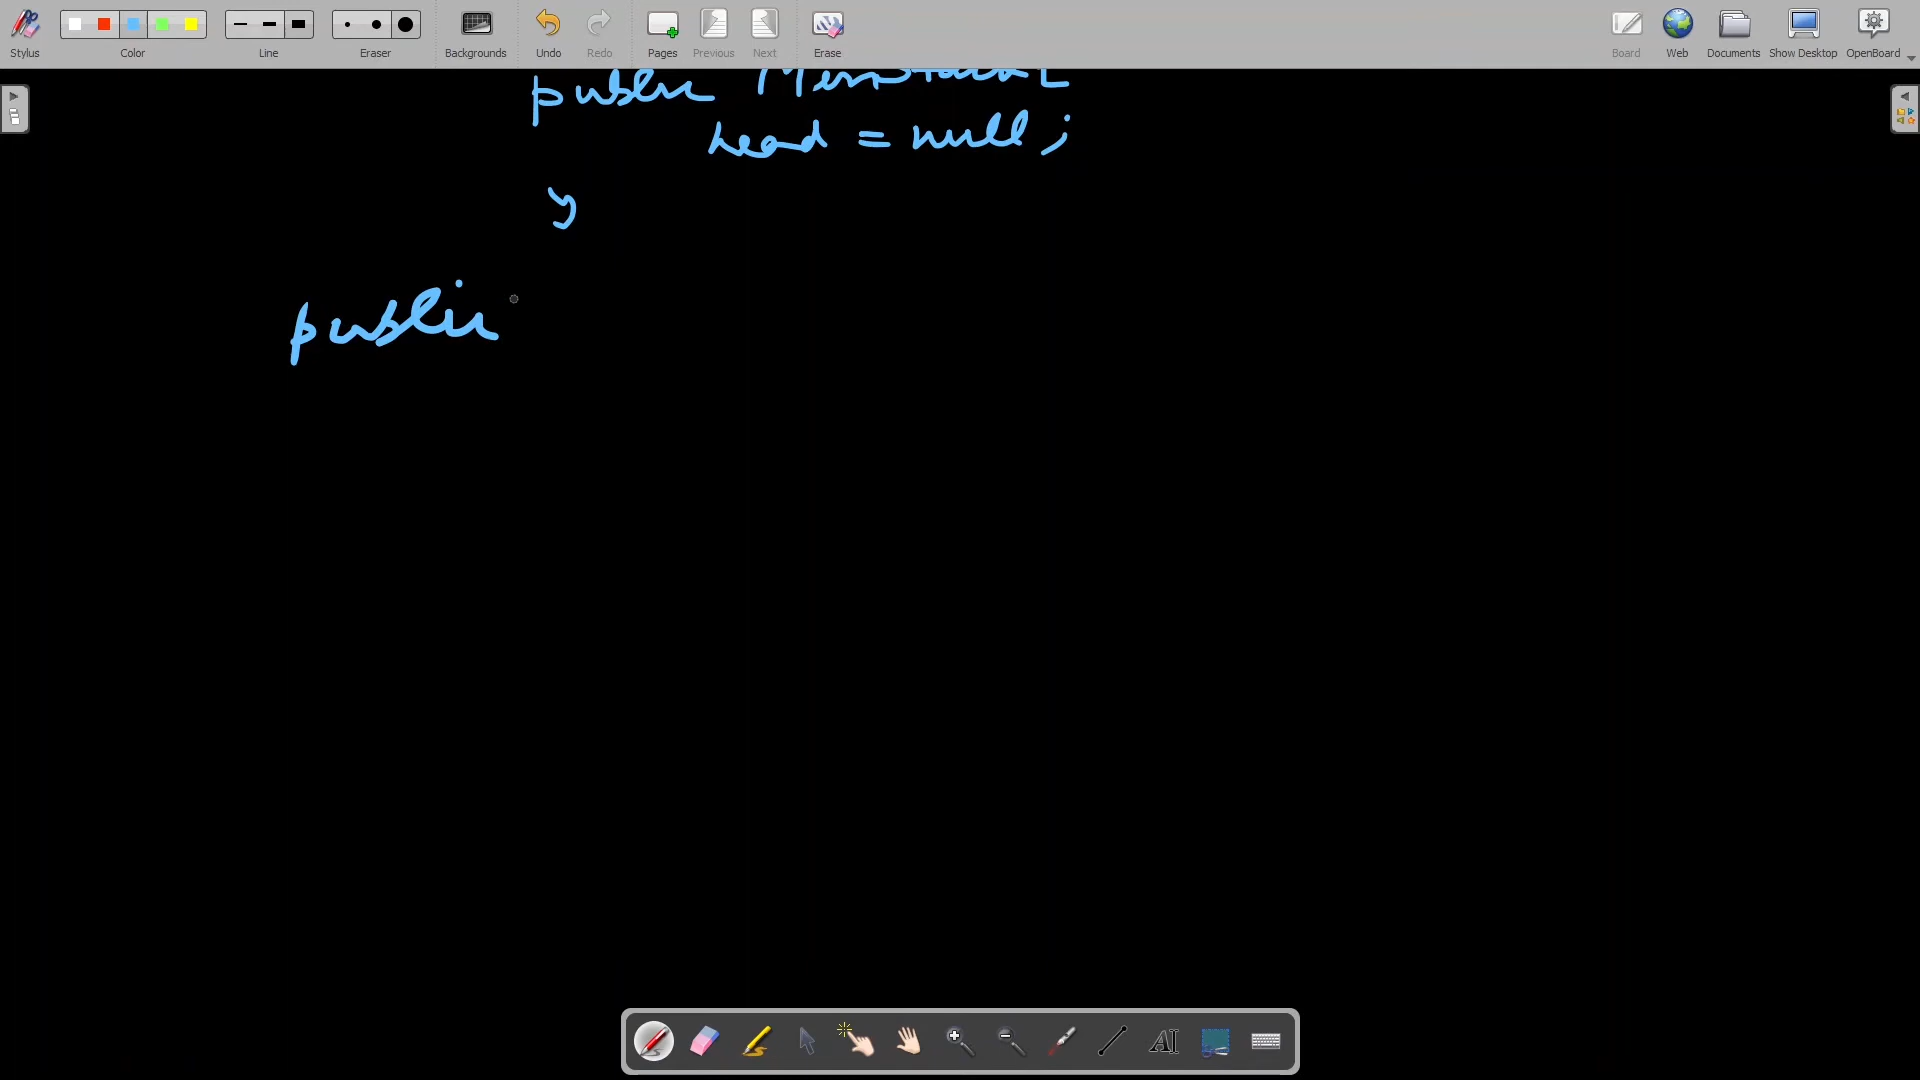 Stylus Color Line Eraser Backgrounds Undo Redo Pages Previous Next Erase Board Web Documents Show Desktop OpenBoard
public
head = null;
}
public
AI